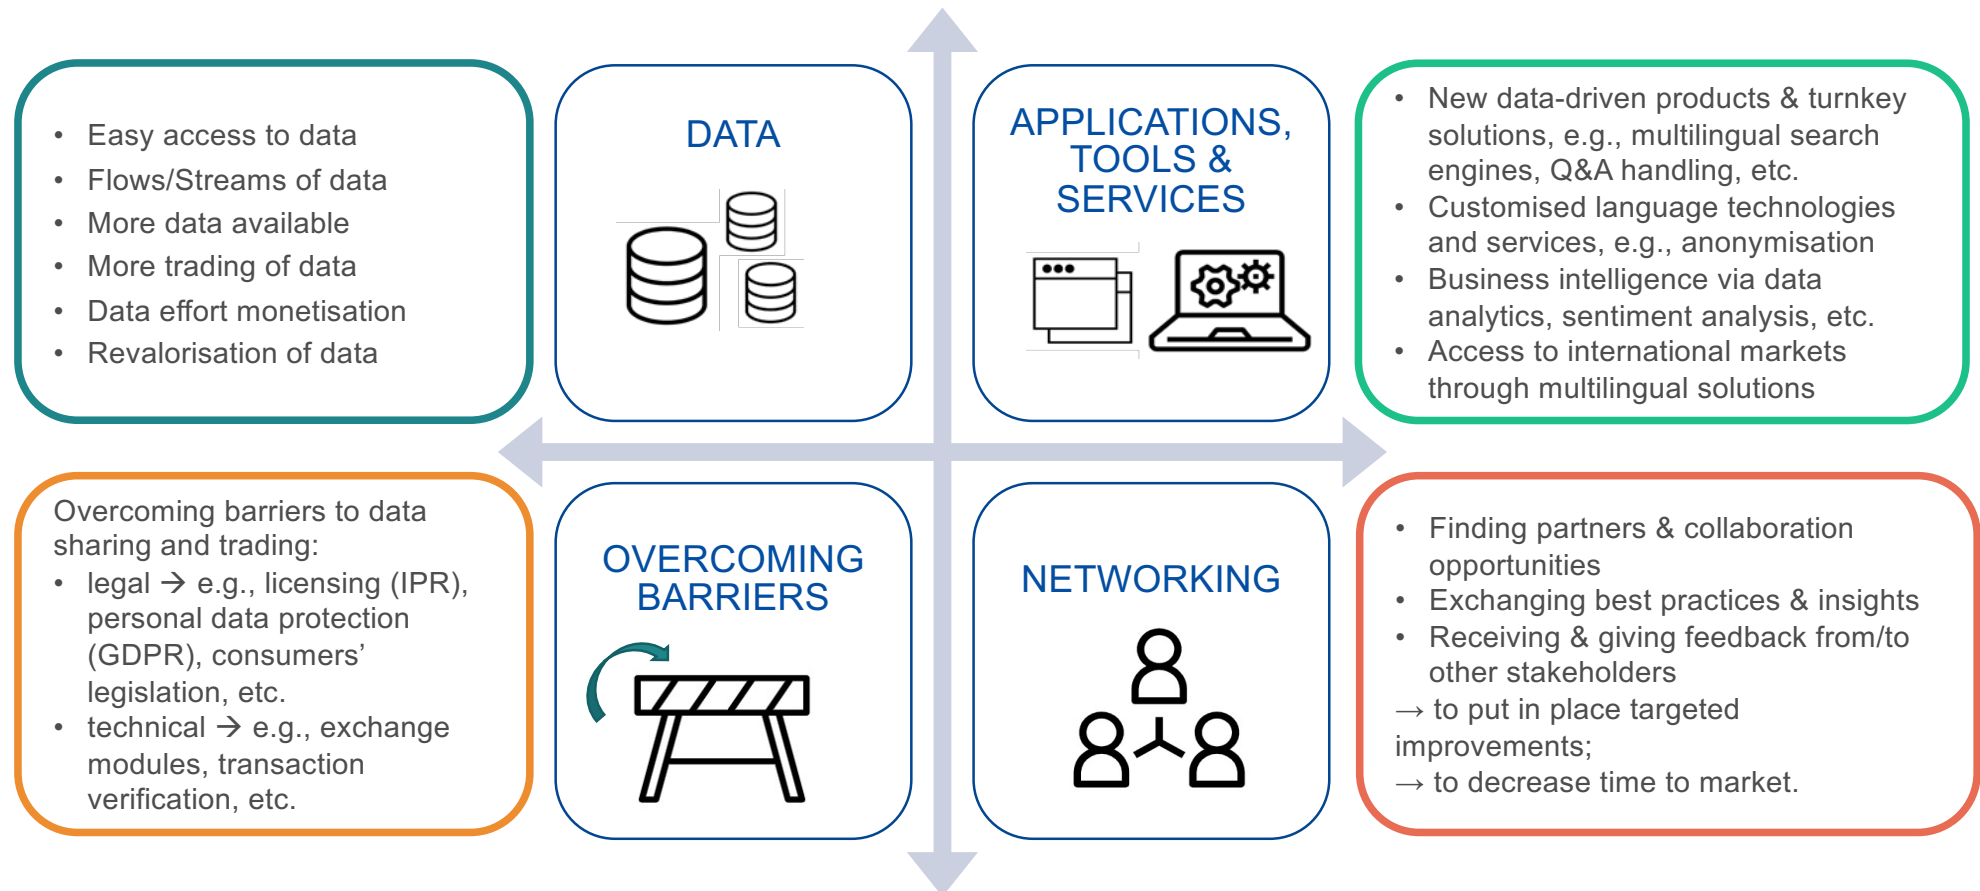 • Easy access to data
• Flows/Streams of data
• More data available
• More trading of data
• Data effort monetisation
• Revalorisation of data
DATA
APPLICATIONS,
TOOLS &
SERVICES
• New data-driven products & turnkey
solutions, e.g., multilingual search
engines, Q&A handling, etc.
• Customised language technologies
and services, e.g., anonymisation
• Business intelligence via data
analytics, sentiment analysis, etc.
• Access to international markets
through multilingual solutions
Overcoming barriers to data
sharing and trading:
• legal → e.g., licensing (IPR),
personal data protection
(GDPR), consumers’
legislation, etc.
• technical → e.g., exchange
modules, transaction
verification, etc.
OVERCOMING
BARRIERS
NETWORKING
• Finding partners & collaboration
opportunities
• Exchanging best practices & insights
• Receiving & giving feedback from/to
other stakeholders
→ to put in place targeted
improvements;
→ to decrease time to market.